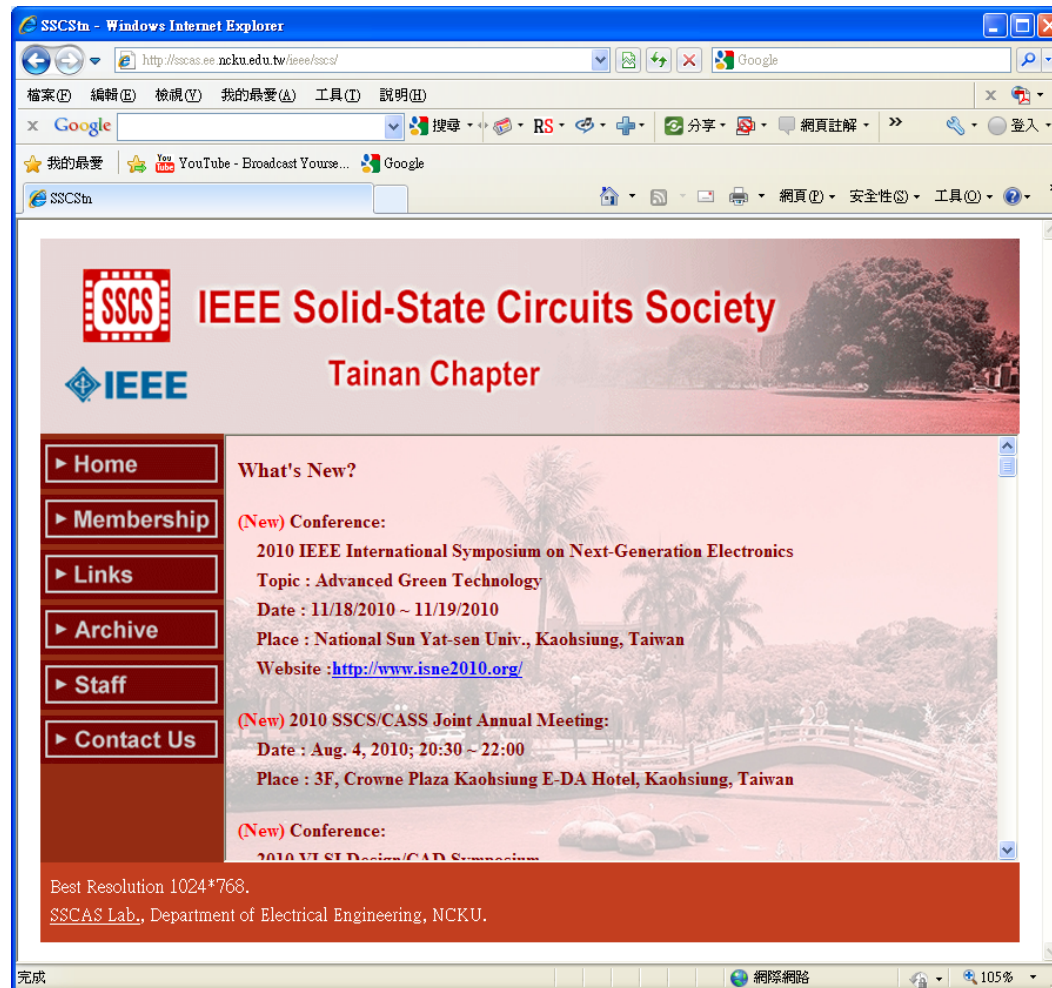 SSCStn - Windows Internet Explorer
http://sscas.ee.ncku.edu.tw/ieee/sscs/
Google
檔案(F) 編輯(E) 檢視(V) 我的最愛(A) 工具(T) 說明(H)
x
x Google 搜尋 RS 分享 網頁註解 » 登入
我的最愛 You Tube YouTube - Broadcast Yourse... Google
SSCStn 網頁(P) 安全性(S) 工具(O)
SSCS IEEE Solid-State Circuits Society
IEEE Tainan Chapter
Home
Membership
Links
Archive
Staff
Contact Us
What's New?
(New) Conference:
2010 IEEE International Symposium on Next-Generation Electronics
Topic : Advanced Green Technology
Date : 11/18/2010 ~ 11/19/2010
Place : National Sun Yat-sen Univ., Kaohsiung, Taiwan
Website :http://www.isne2010.org/
(New) 2010 SSCS/CASS Joint Annual Meeting:
Date : Aug. 4, 2010; 20:30 ~ 22:00
Place : 3F, Crowne Plaza Kaohsiung E-DA Hotel, Kaohsiung, Taiwan
(New) Conference:
2010 VLSI Design/CAD Symposium
Best Resolution 1024*768.
SSCAS Lab., Department of Electrical Engineering, NCKU.
完成 網際網路 105%